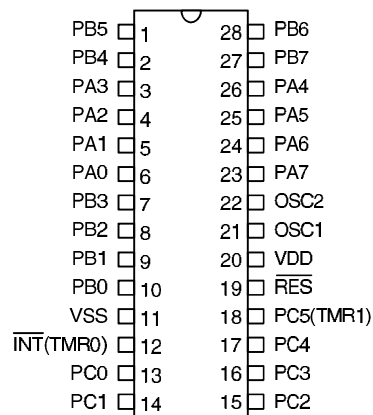 PB5 1 28 PB6
PB4 2 27 PB7
PA3 3 26 PA4
PA2 4 25 PA5
PA1 5 24 PA6
PA0 6 23 PA7
PB3 7 22 OSC2
PB2 8 21 OSC1
PB1 9 20 VDD
PB0 10 19 RES
VSS 11 18 PC5(TMR1)
INT(TMR0) 12 17 PC4
PC0 13 16 PC3
PC1 14 15 PC2